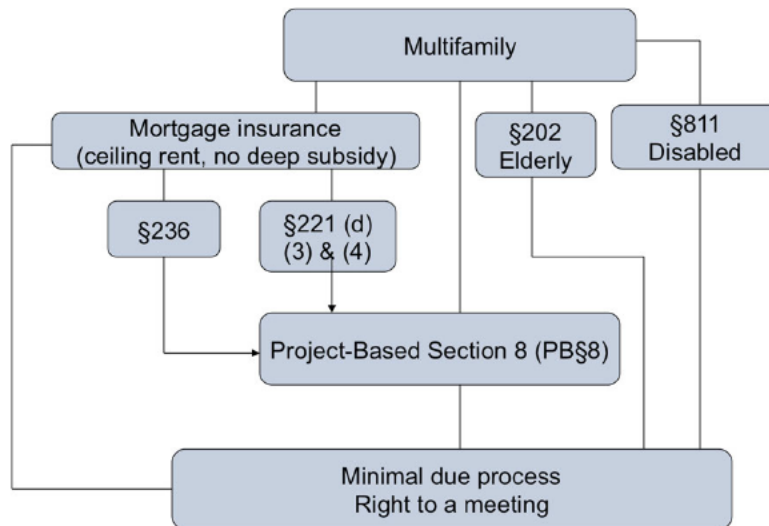 Multifamily
Mortgage insurance
(ceiling rent, no deep subsidy)
§202
Elderly
§811
Disabled
§236
§221 (d)
(3) & (4)
Project-Based Section 8 (PB§8)
Minimal due process
Right to a meeting